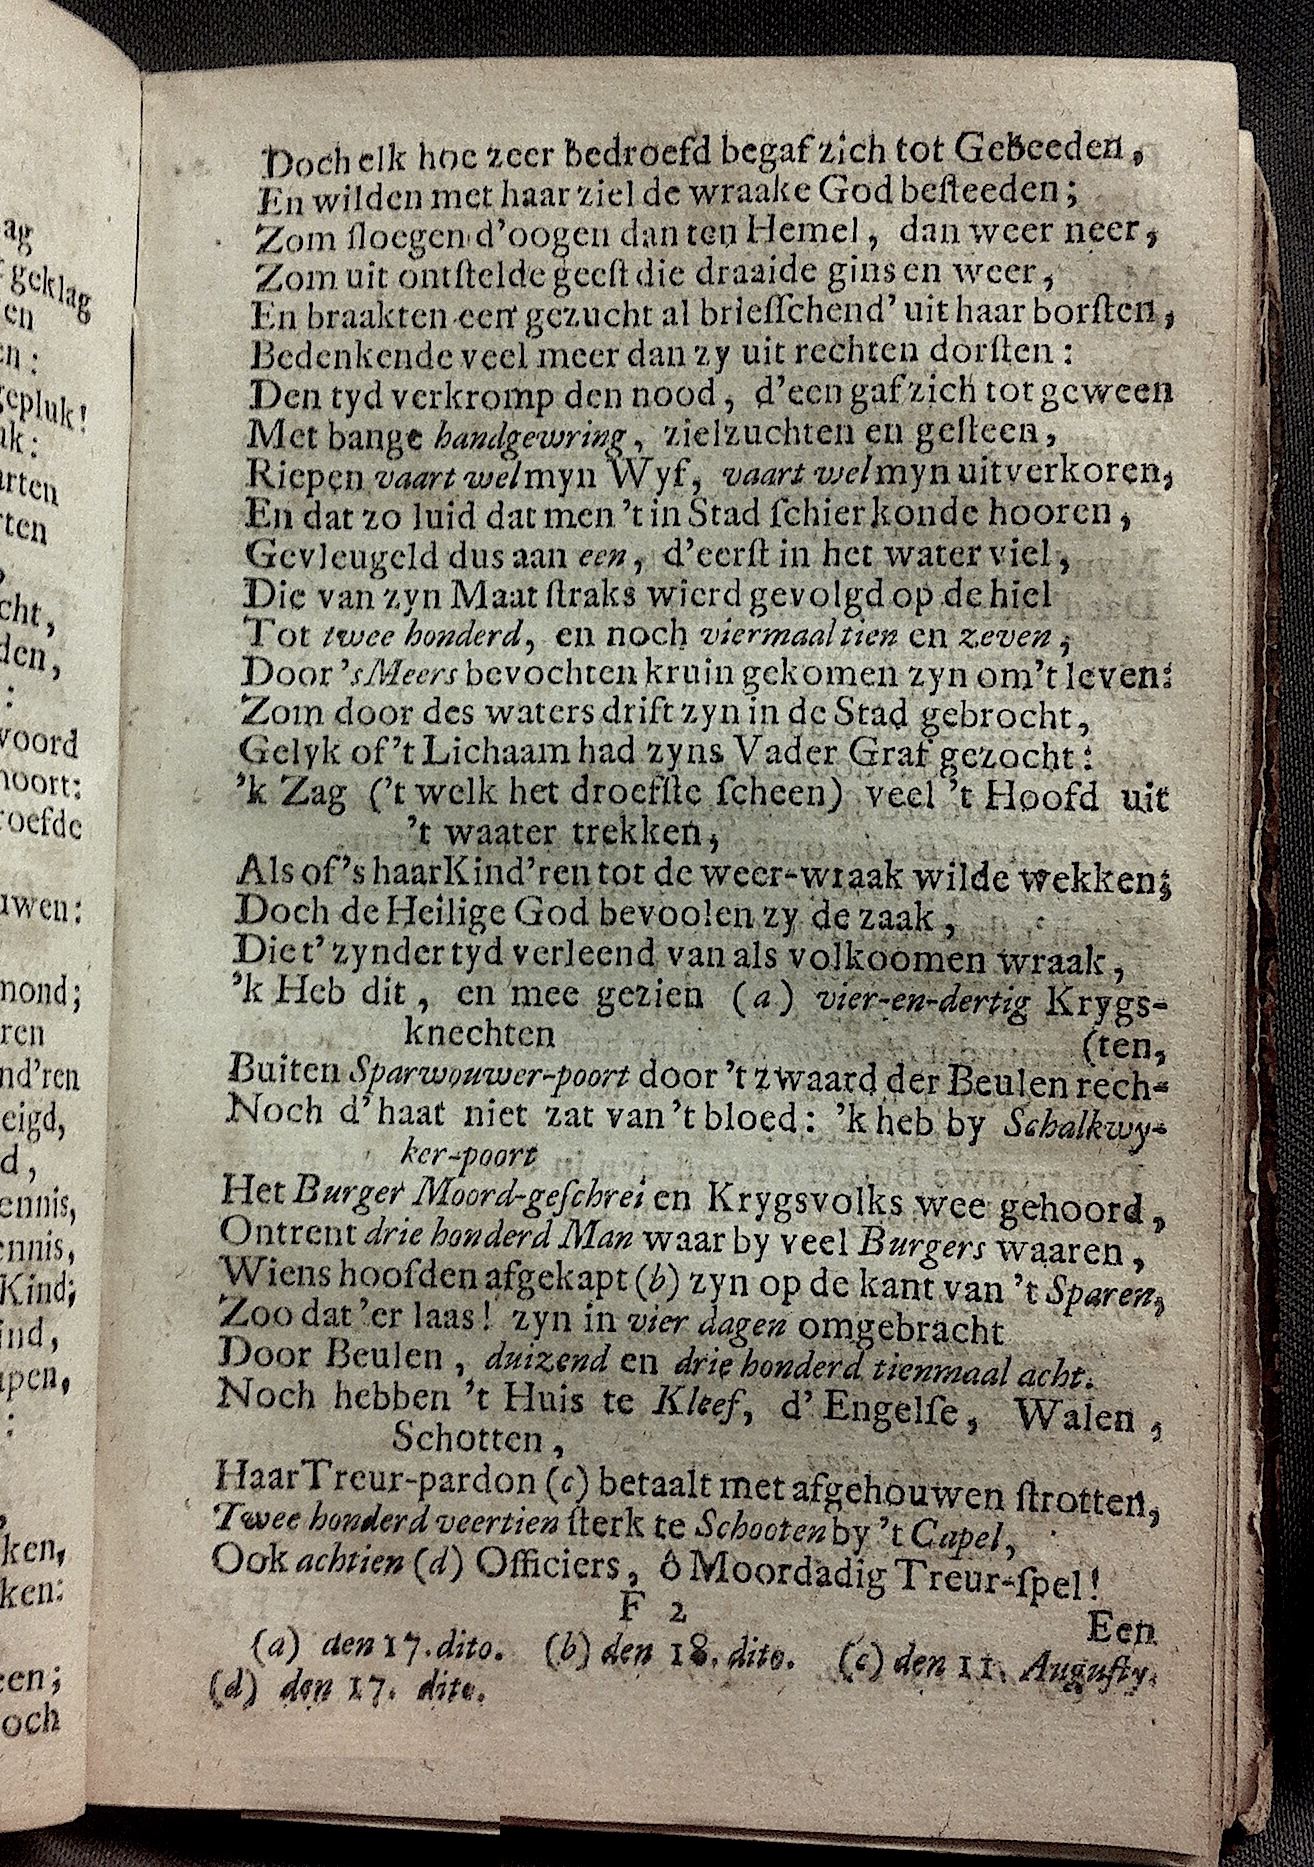 Doch elk hoe zeer bedroefd begaf zich tot Gebeeden,
En wilden met haar ziel de wraake God beſteeden;
Zom ſloegen d'oogen dan ten Hemel, dan weer neer,
Zom uit ontſtelde geeſt die draaide gins en weer,
En braakten een gezucht al brieſſchend' uit haar borſten,
Bedenkende veel meer dan zy uit rechten dorſten:
Den tyd verkromp den nood, d'een gaf zich tot geween
Met bange handgewring, zielzuchten en geſteen,
Riepen vaart wel myn Wyf, vaart wel myn uitverkoren,
En dat zo luid dat men 't in Stad ſchier konde hooren,
Gevleugeld dus aan een, d'eerſt in het water viel,
Die van zyn Maat ſtraks wierd gevolgd op de hiel
Tot twee honderd, en noch viermaal tien en zeven,
Door 's Meers bevochten kruin gekomen zyn om 't leven:
Zom door des waters drift zyn in de Stad gebrocht,
Gelyk of 't Lichaam had zyns Vader Graf gezocht:
'k Zag ('t welk het droefſte ſcheen) veel 't Hoofd uit
't waater trekken,
Als of 's haar Kind'ren tot de weer-wraak wilde wekken;
Doch de Heilige God bevoolen zy de zaak,
Die t' zynder tyd verleend van als volkoomen wraak,
'k Heb dit, en mee gezien (a) vier-en-dertig Krygs-
knechten (ten,
Buiten Sparwouwer-poort door 't zwaard der Beulen rech-
Noch d' haat niet zat van 't bloed: 'k heb by Schalkwy-
ker-poort
Het Burger Moord-geſchrei en Krygsvolks wee gehoord,
Ontrent drie honderd Man waar by veel Burgers waaren,
Wiens hoofden afgekapt (b) zyn op de kant van 't Sparen,
Zoo dat 'er laas! zyn in vier dagen omgebracht
Door Beulen, duizend en drie honderd tienmaal acht.
Noch hebben 't Huis te Kleef, d' Engelſe, Walen,
Schotten,
Haar Treur-pardon (c) betaalt met afgehouwen ſtrotten,
Twee honderd veertien ſterk te Schooten by 't Capel,
Ook achtien (d) Officiers, ô Moordadig Treur-ſpel!
F 2
Een
(a) den 17. dito. (b) den 18. dito. (c) den 11. Auguſty.
(d) den 17. dito.